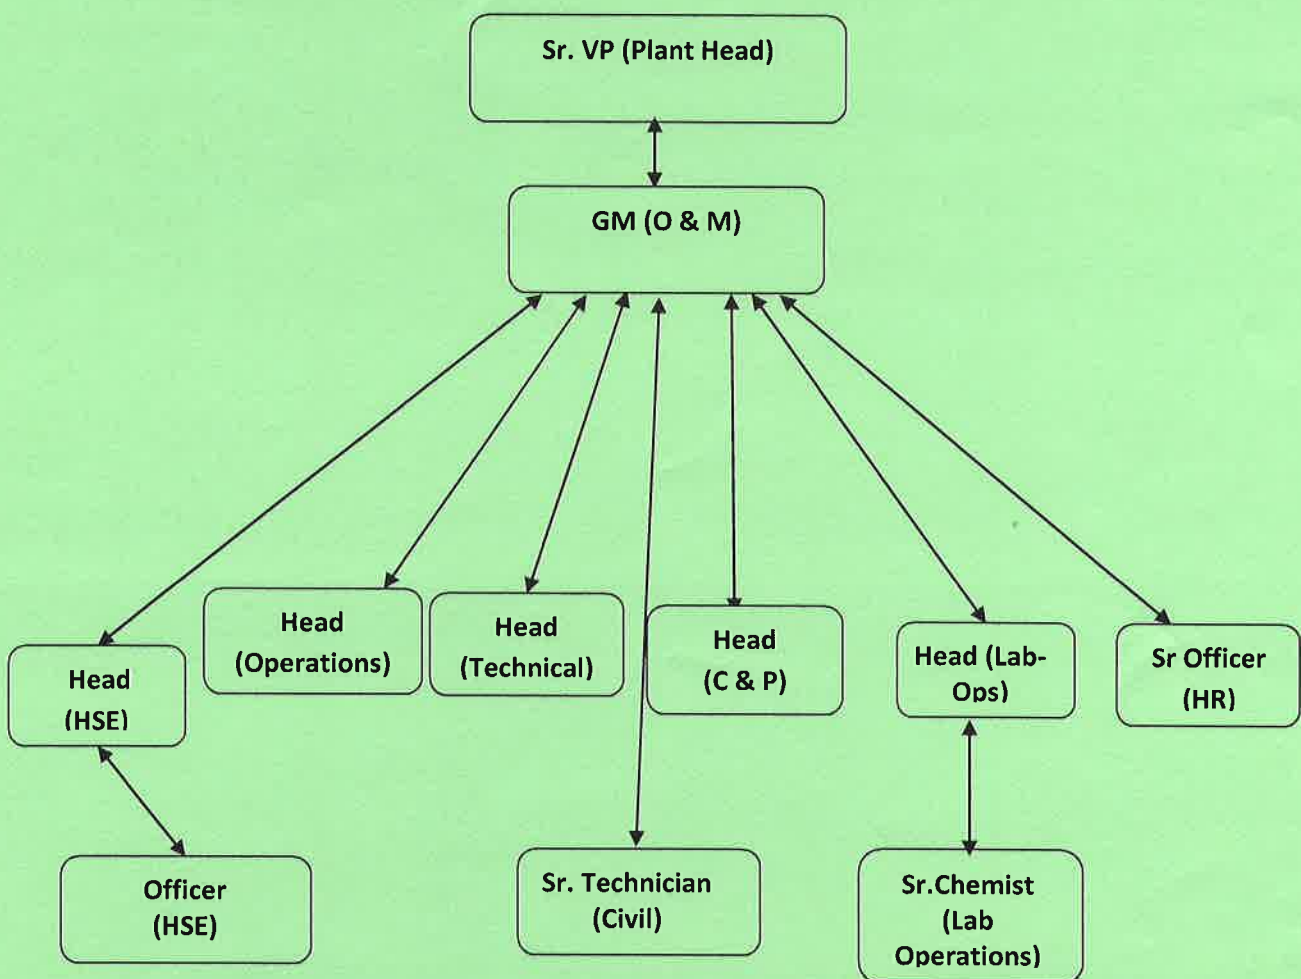 Sr. VP (Plant Head)
GM (O & M)
Head
(Operations)
Head
(Technical)
Head
(C & P)
Head (Lab-
Ops)
Sr Officer
(HR)
Head
(HSE)
Officer
(HSE)
Sr. Technician
(Civil)
Sr.Chemist
(Lab
Operations)